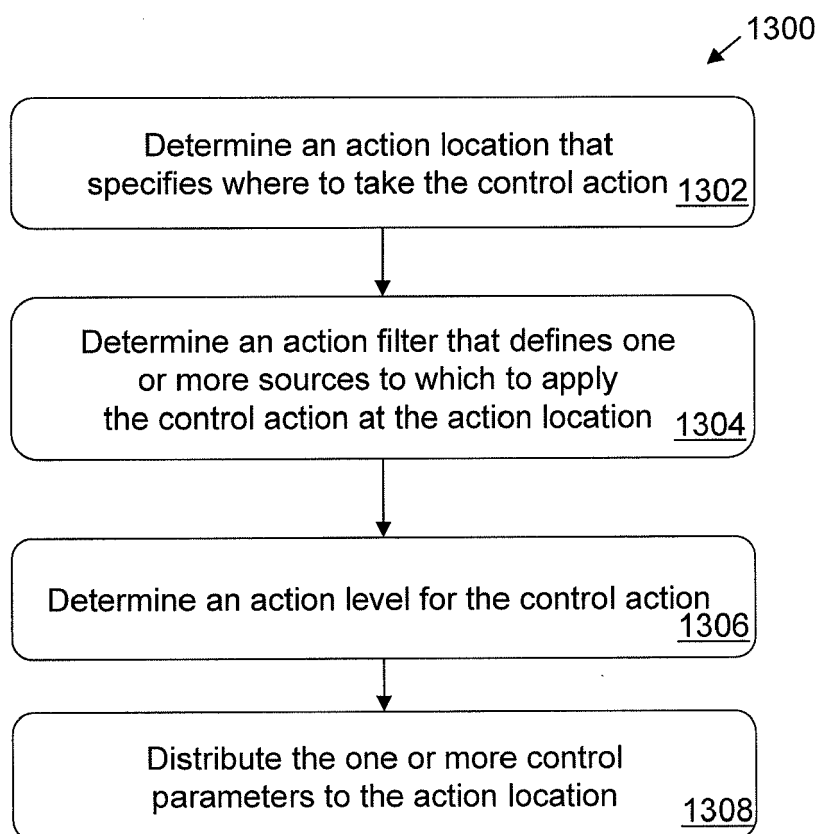 1300
Determine an action location that
specifies where to take the control action 1302
Determine an action filter that defines one
or more sources to which to apply
the control action at the action location 1304
Determine an action level for the control action
1306
Distribute the one or more control
parameters to the action location 1308